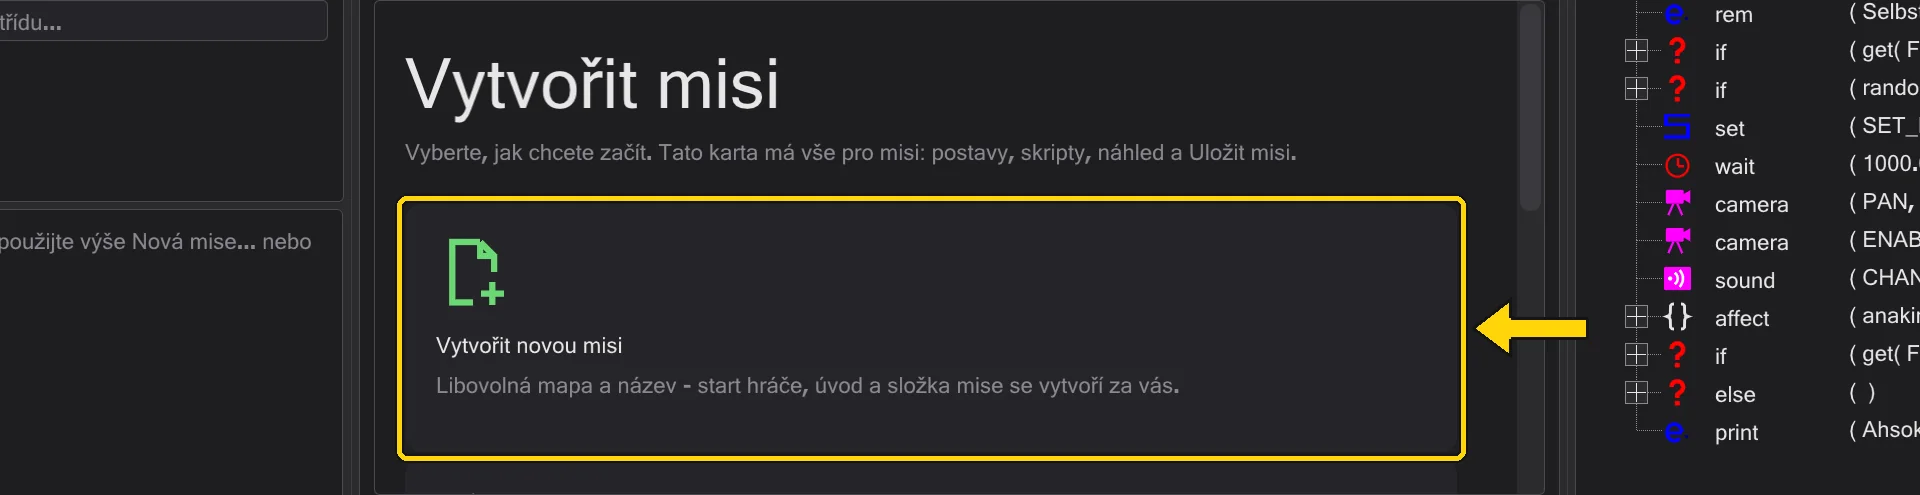 třídu...
použijte výše Nová mise... nebo
Vytvořit misi
Vyberte, jak chcete začít. Tato karta má vše pro misi: postavy, skripty, náhled a Uložit misi.
Vytvořit novou misi
Libovolná mapa a název - start hráče, úvod a složka mise se vytvoří za vás.
rem ( Selbst
if ( get( F
if ( rando
set ( SET_
wait ( 1000.
camera ( PAN,
camera ( ENAB
sound ( CHAN
affect ( anakin
if ( get( F
else ( )
print ( Ahsok